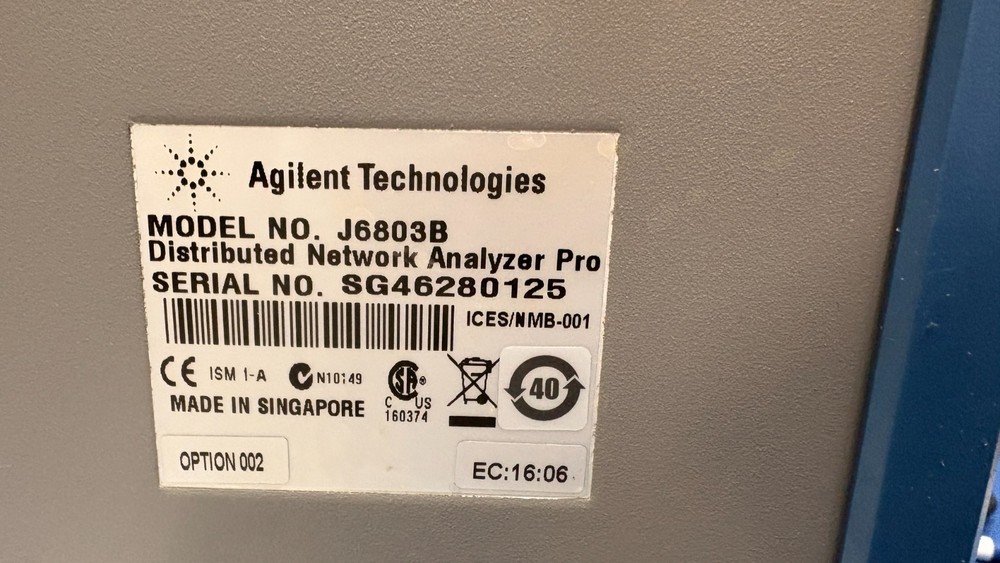 Agilent Technologies
MODEL NO. J6803B
Distributed Network Analyzer Pro
SERIAL NO. SG46280125
ICES/NMB-001
CE ISM 1-A N10149 SA®
C US
MADE IN SINGAPORE 160374
40
OPTION 002
EC:16:06